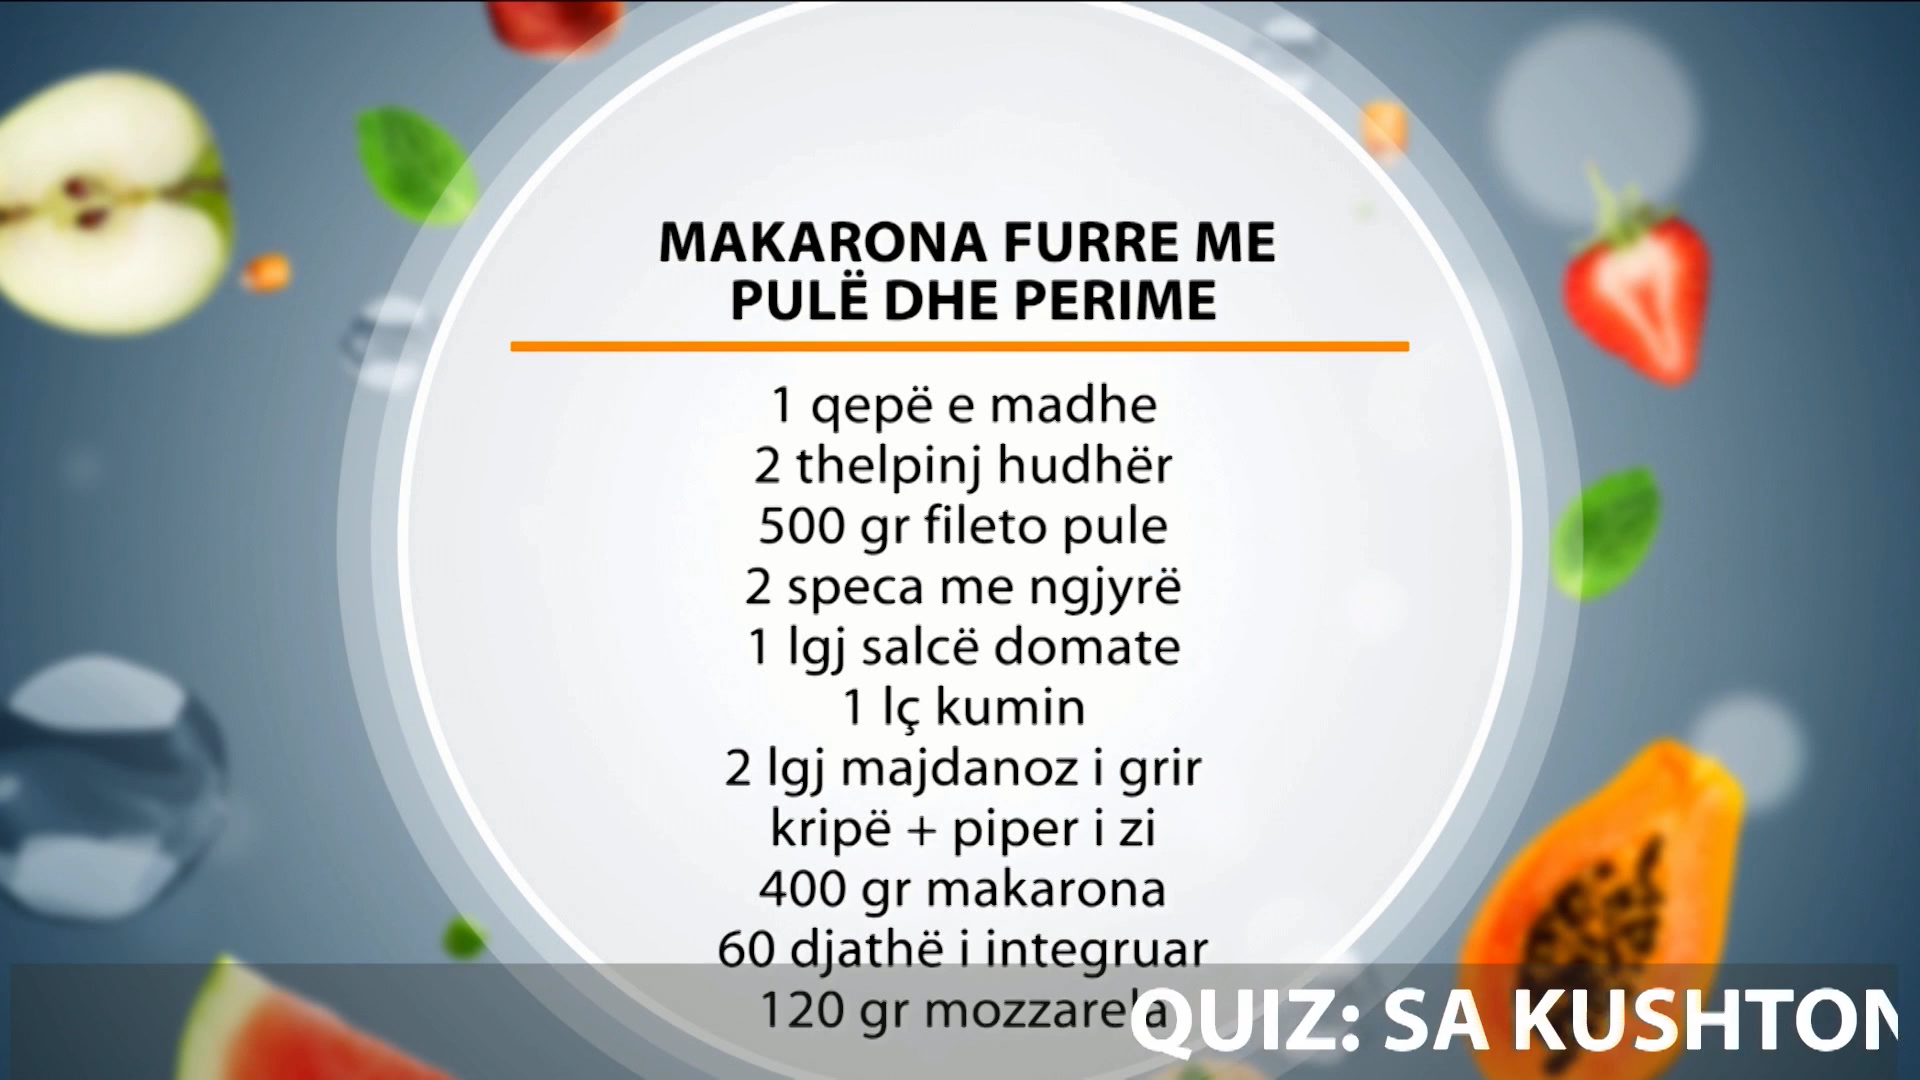 MAKARONA FURRE ME
PULË DHE PERIME
1 qepë e madhe
2 thelpinj hudhër
500 gr fileto pule
2 speca me ngjyrë
1 lgj salcë domate
1 lç kumin
2 lgj majdanoz i grir
kripë + piper i zi
400 gr makarona
60 djathë i integruar
120 gr mozzarela
QUIZ: SA KUSHTON